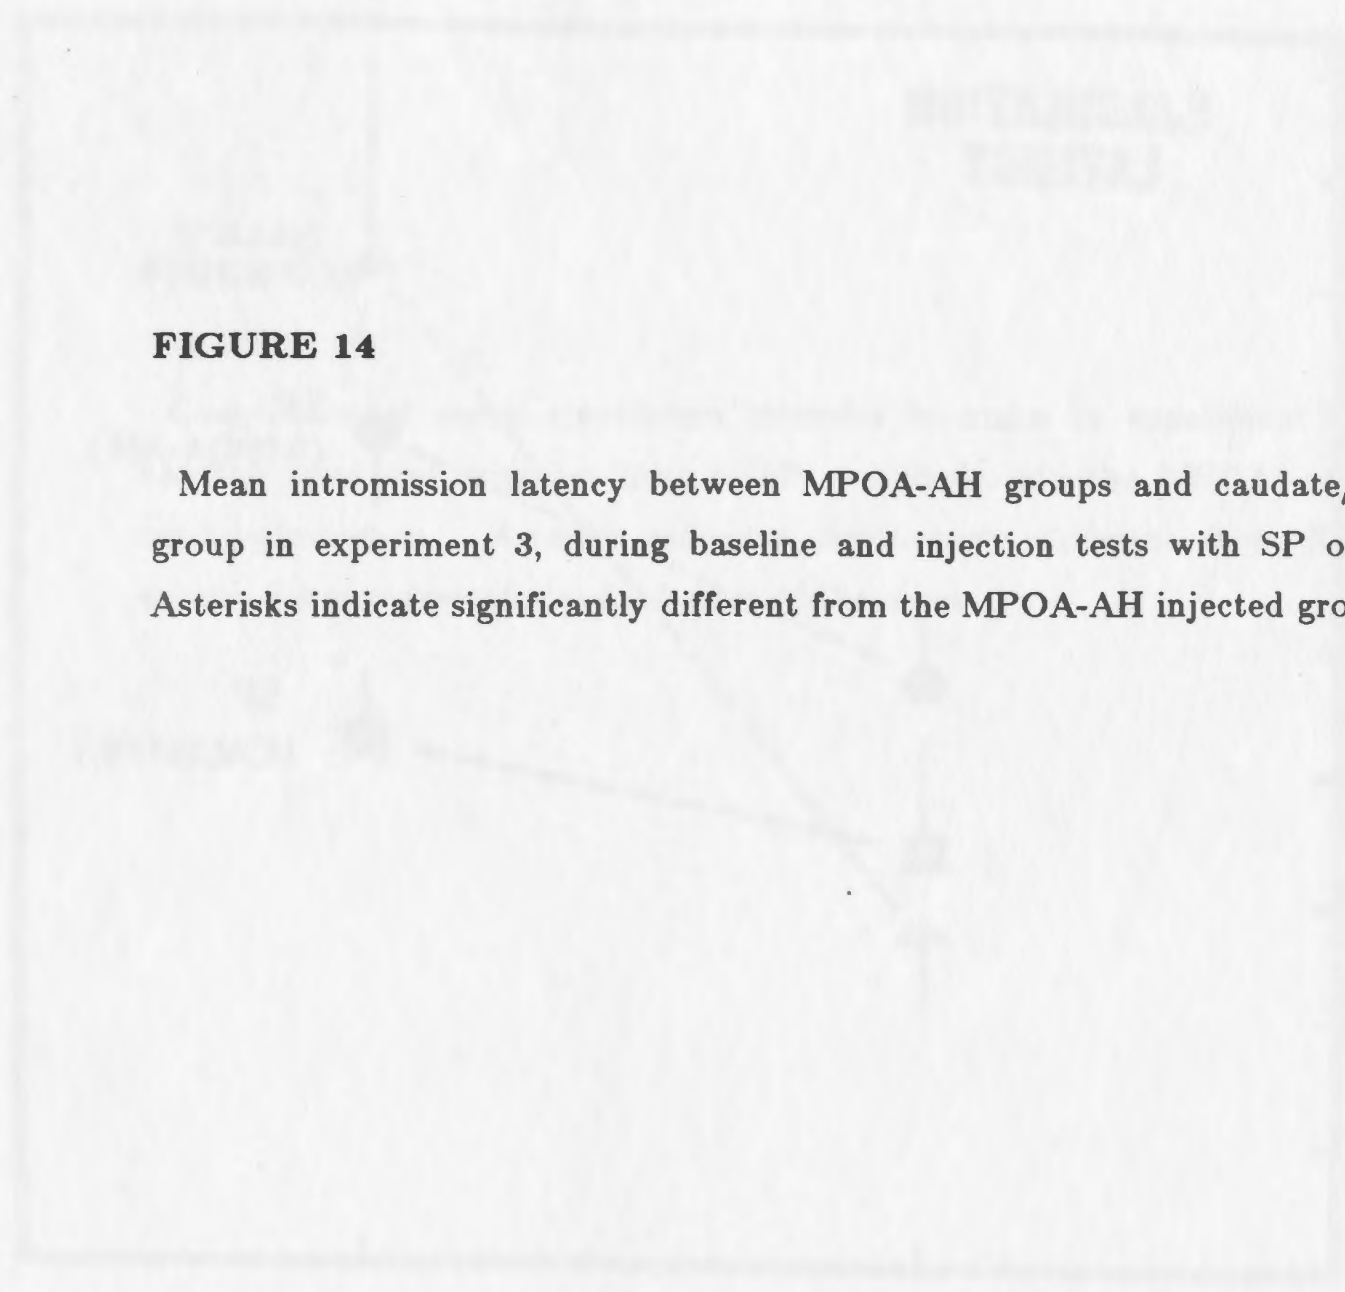 FIGURE 14
Mean intromission latency between MPOA-AH groups and caudate/
group in experiment 3, during baseline and injection tests with SP o
Asterisks indicate significantly different from the MPOA-AH injected gro